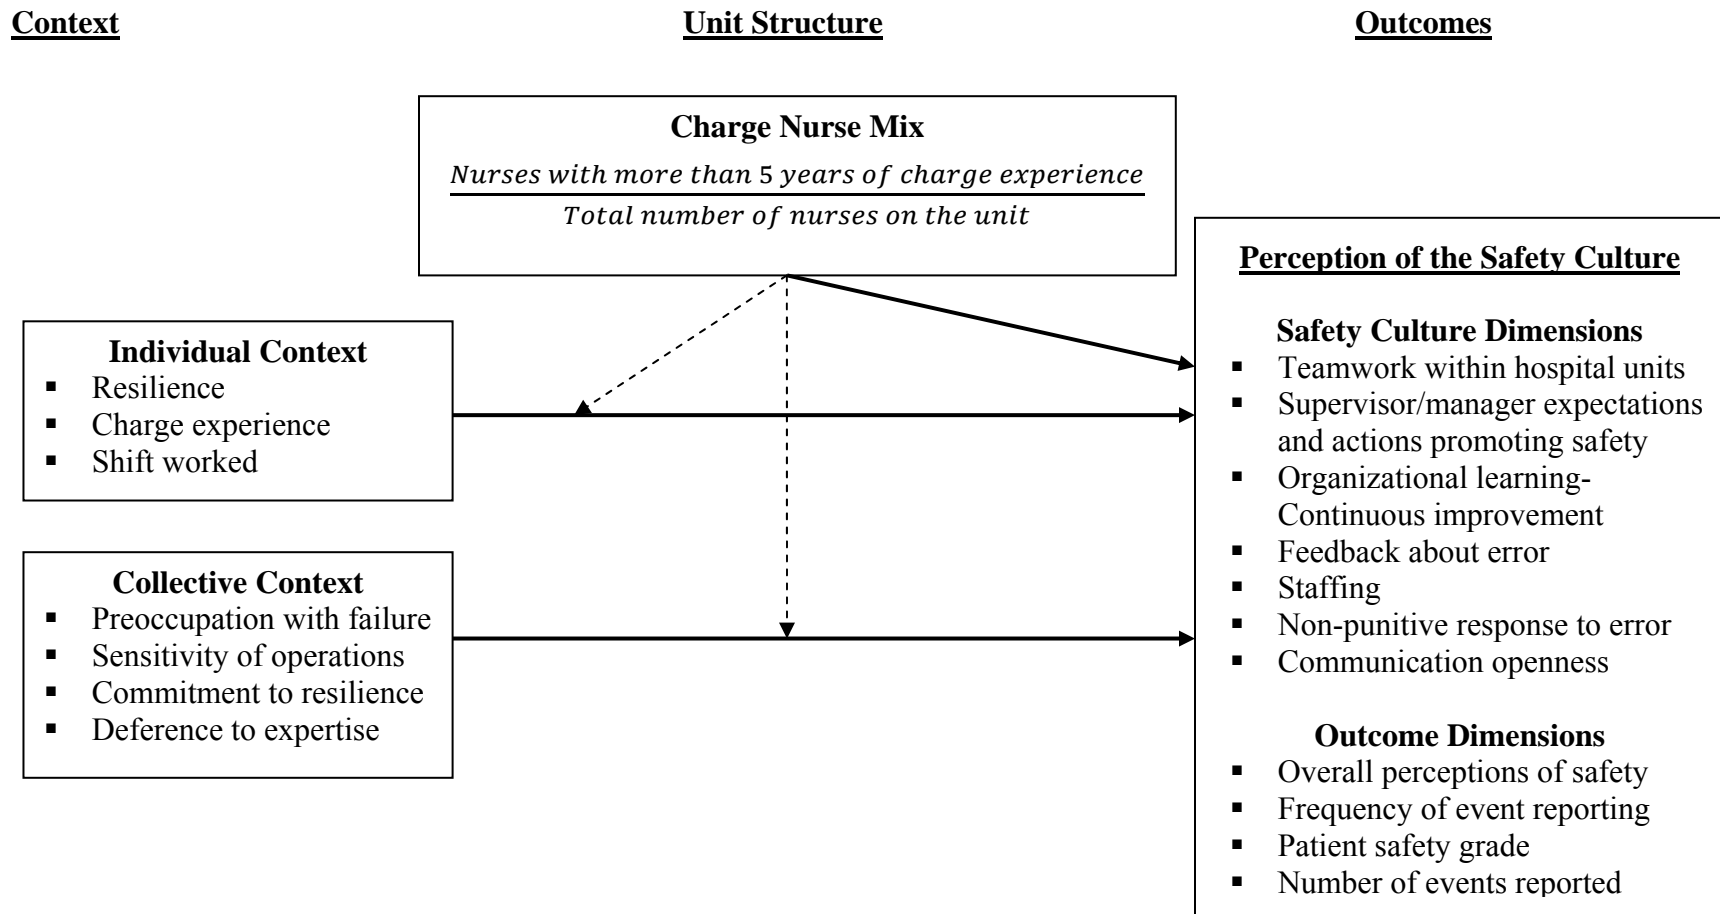 Context
Unit Structure
Outcomes
Charge Nurse Mix
Nurses with more than 5 years of charge experience
Total number of nurses on the unit
Individual Context
▪ Resilience
▪ Charge experience
▪ Shift worked
Collective Context
▪ Preoccupation with failure
▪ Sensitivity of operations
▪ Commitment to resilience
▪ Deference to expertise
Perception of the Safety Culture
Safety Culture Dimensions
▪ Teamwork within hospital units
▪ Supervisor/manager expectations
and actions promoting safety
▪ Organizational learning-
Continuous improvement
▪ Feedback about error
▪ Staffing
▪ Non-punitive response to error
▪ Communication openness
Outcome Dimensions
▪ Overall perceptions of safety
▪ Frequency of event reporting
▪ Patient safety grade
▪ Number of events reported